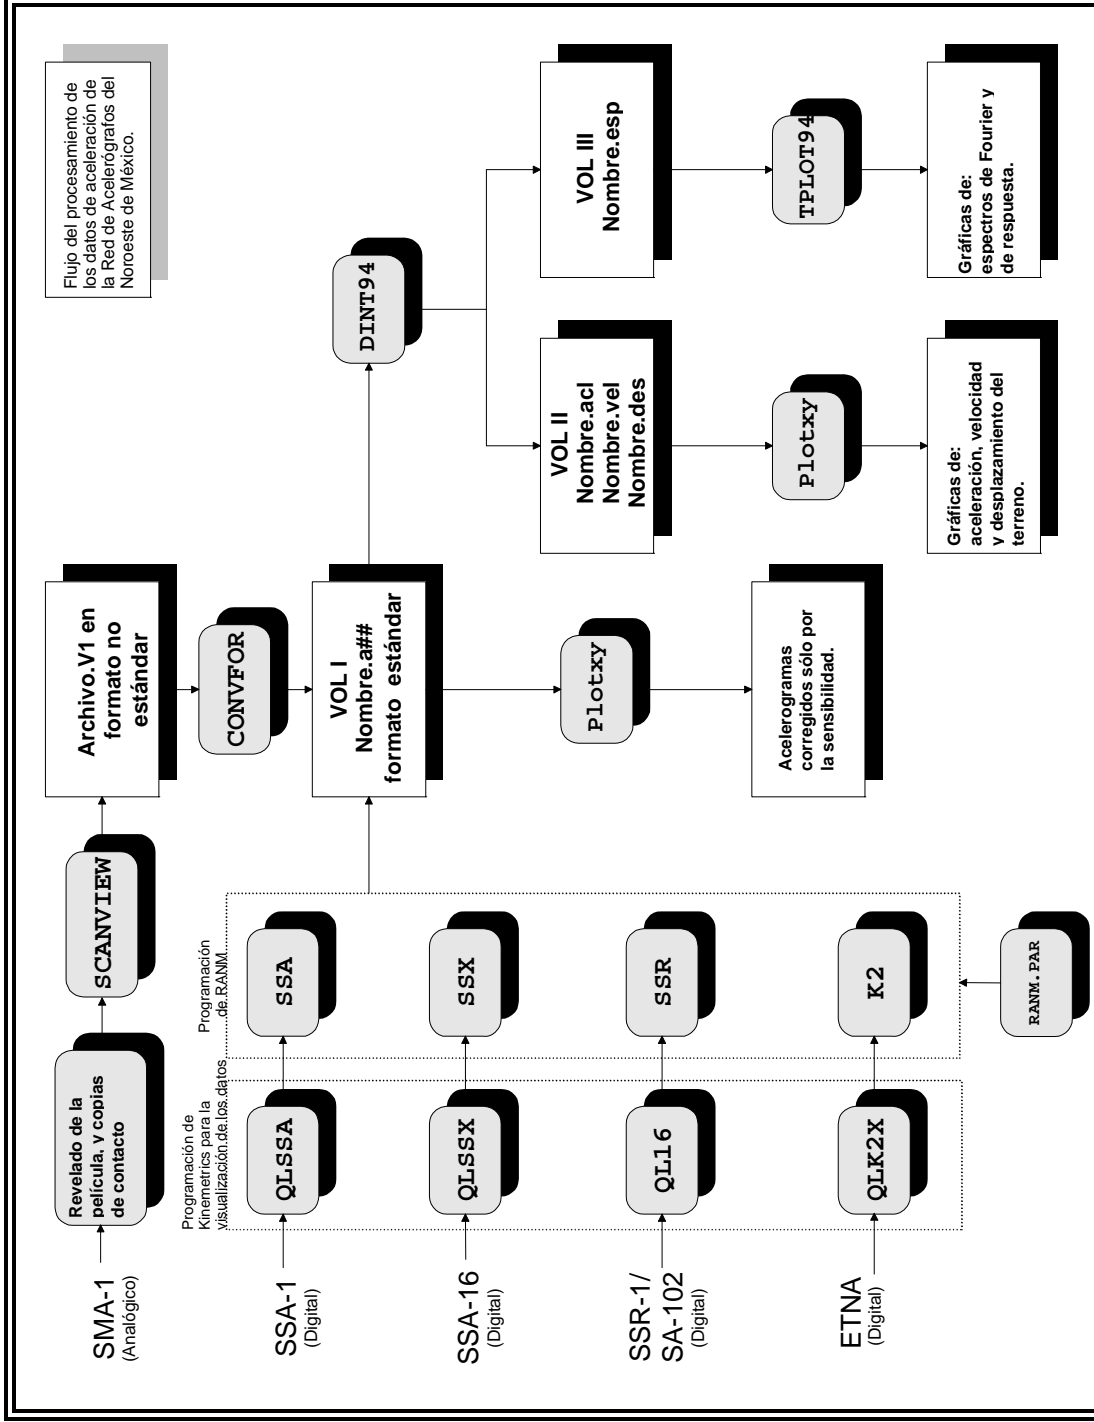 Flujo del procesamiento de
los datos de aceleración de
la Red de Acelerógrafos del
Noroeste de México.
SMA-1
(Analógico)
Revelado de la
película, y copias
de contacto
SCANVIEW
Archivo.V1 en
formato no
estándar
CONVFOR
Programación de
Kinemetrics para la
visualización de los datos
Programación
de RANM
SSA-1
(Digital)
QLSSA
SSA
SSA-16
(Digital)
QLSSX
SSX
SSR-1/
SA-102
(Digital)
QL16
SSR
ETNA
(Digital)
QLK2X
K2
RANM.PAR
VOL I
Nombre.a##
formato estándar
Plotxy
Acelerogramas
corregidos sólo por
la sensibilidad.
DINT94
VOL II
Nombre.acl
Nombre.vel
Nombre.des
Plotxy
Gráficas de:
aceleración, velocidad
y desplazamiento del
terreno.
VOL III
Nombre.esp
TPLOT94
Gráficas de:
espectros de Fourier y
de respuesta.